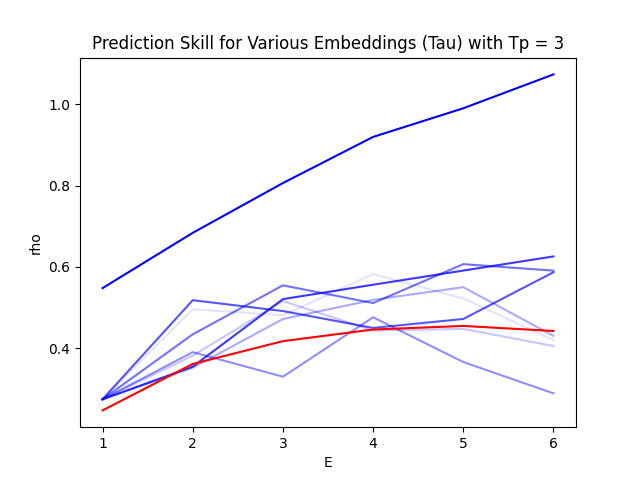 Prediction Skill for Various Embeddings (Tau) with Tp = 3
1.0
0.8
0.6
0.4
rho
1 2 3 4 5 6
E